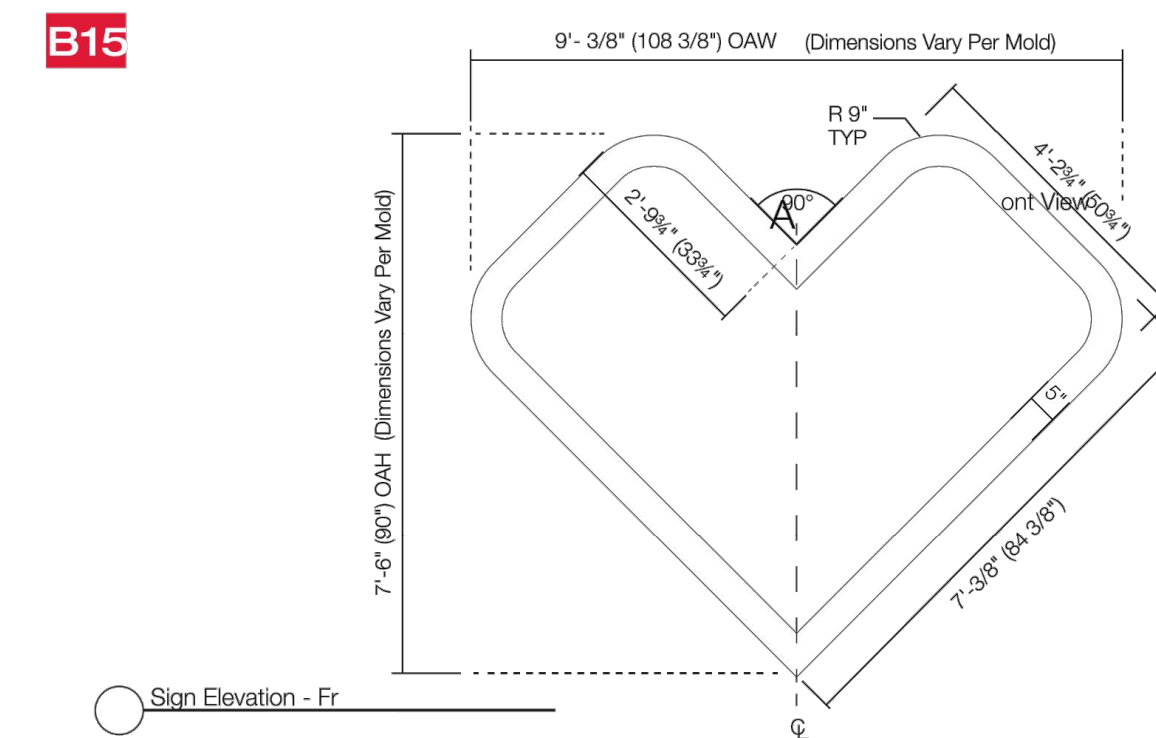 B15
9'- 3/8" (108 3/8") OAW (Dimensions Vary Per Mold)
R 9"
TYP
4'-2¾" (50¾")
90°
A
ont View
2'-9¾" (33¾")
7'-6" (90") OAH (Dimensions Vary Per Mold)
5"
7'-3/8" (84 3/8")
Sign Elevation - Fr
℄